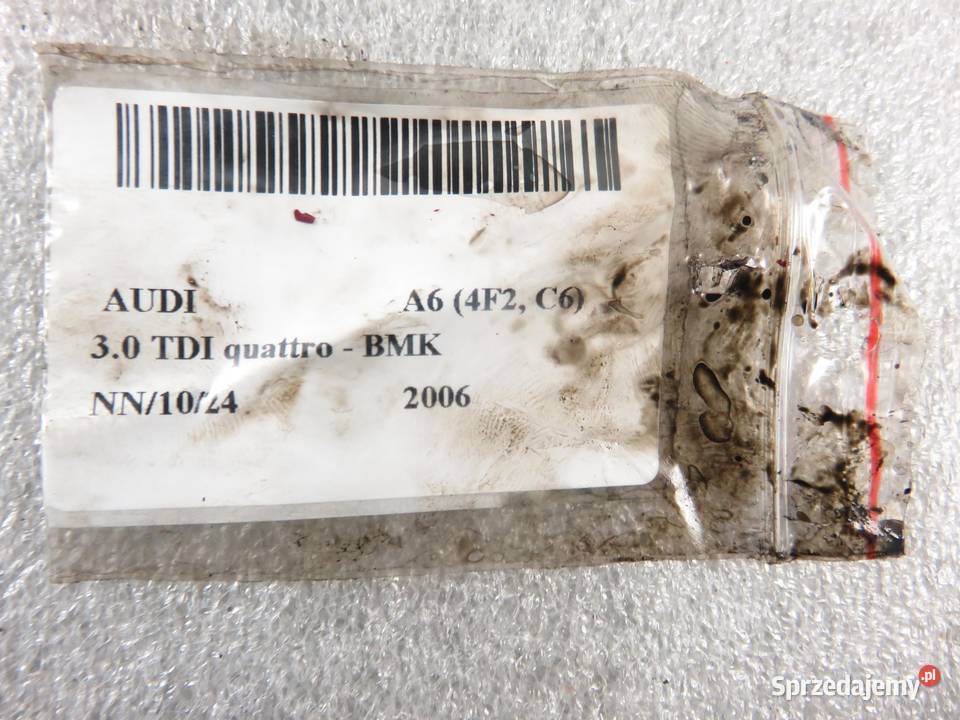 AUDI A6 (4F2, C6)
3.0 TDI quattro - BMK
NN/10/24 2006
Sprzedajemy.pl